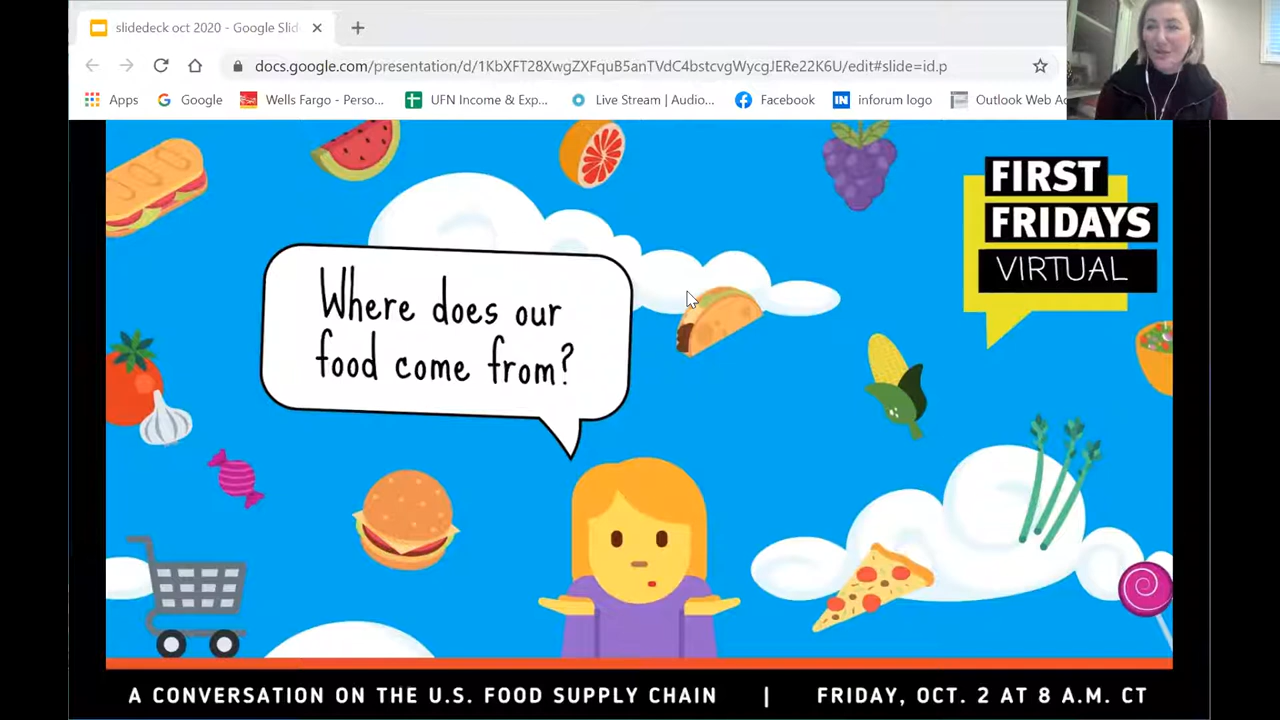 slidedeck oct 2020 - Google Slid
docs.google.com/presentation/d/1KbXFT28XwgZXFquB5anTVdC4bstcvgWycgJERe22K6U/edit#slide=id.p
Apps Google Wells Fargo - Perso... UFN Income & Exp... Live Stream | Audio... Facebook IN inforum logo Outlook Web Ac
FIRST
FRIDAYS
VIRTUAL
Where does our
food come from?
A CONVERSATION ON THE U.S. FOOD SUPPLY CHAIN | FRIDAY, OCT. 2 AT 8 A.M. CT